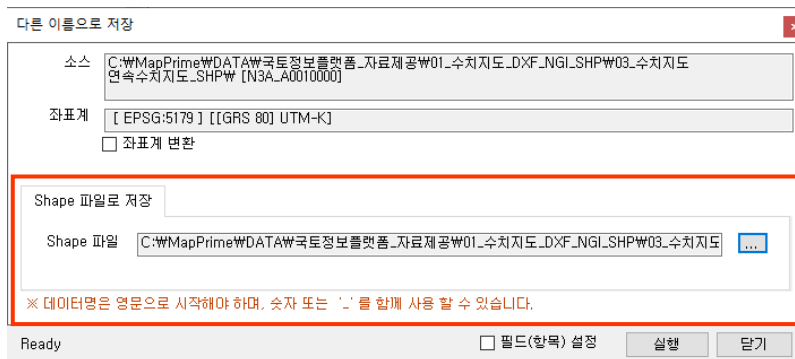 다른 이름으로 저장
소스
C:₩MapPrime₩DATA₩국토정보플랫폼_자료제공₩01_수치지도_DXF_NGI_SHP₩03_수치지도
연속수치지도_SHP₩ [N3A_A0010000]
좌표계
[ EPSG:5179 ] [[GRS 80] UTM-K]
좌표계 변환
Shape 파일로 저장
Shape 파일
C:₩MapPrime₩DATA₩국토정보플랫폼_자료제공₩01_수치지도_DXF_NGI_SHP₩03_수치지도
...
※ 데이터명은 영문으로 시작해야 하며, 숫자 또는 '_' 를 함께 사용 할 수 있습니다.
Ready
필드(항목) 설정
실행
닫기